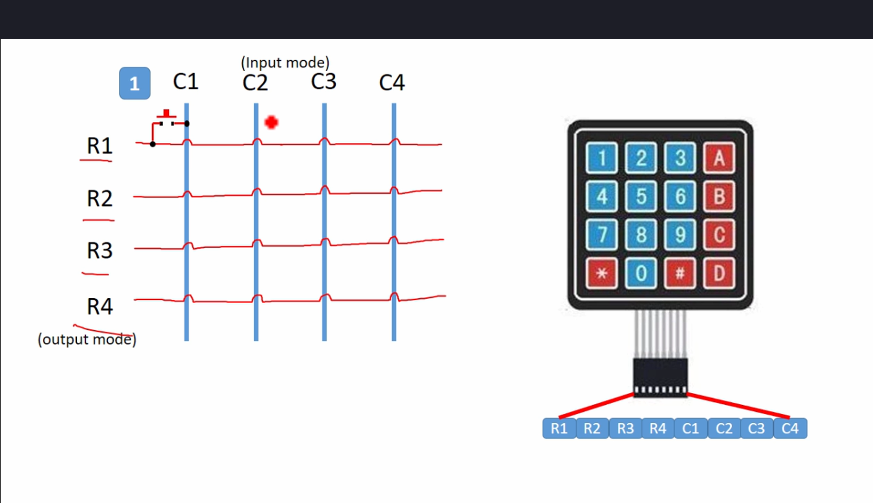 (Input mode)
1 C1 C2 C3 C4
R1
R2
R3
R4
(output mode)
1 2 3 A
4 5 6 B
7 8 9 C
* 0 # D
R1 R2 R3 R4 C1 C2 C3 C4